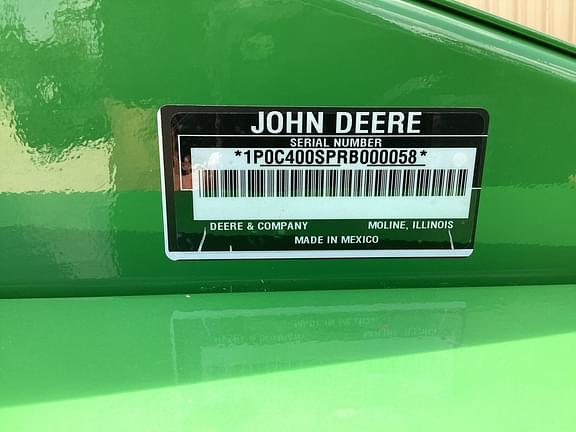 JOHN DEERE
SERIAL NUMBER
*1P0C400SPRB000058*
DEERE & COMPANY MOLINE, ILLINOIS
MADE IN MEXICO